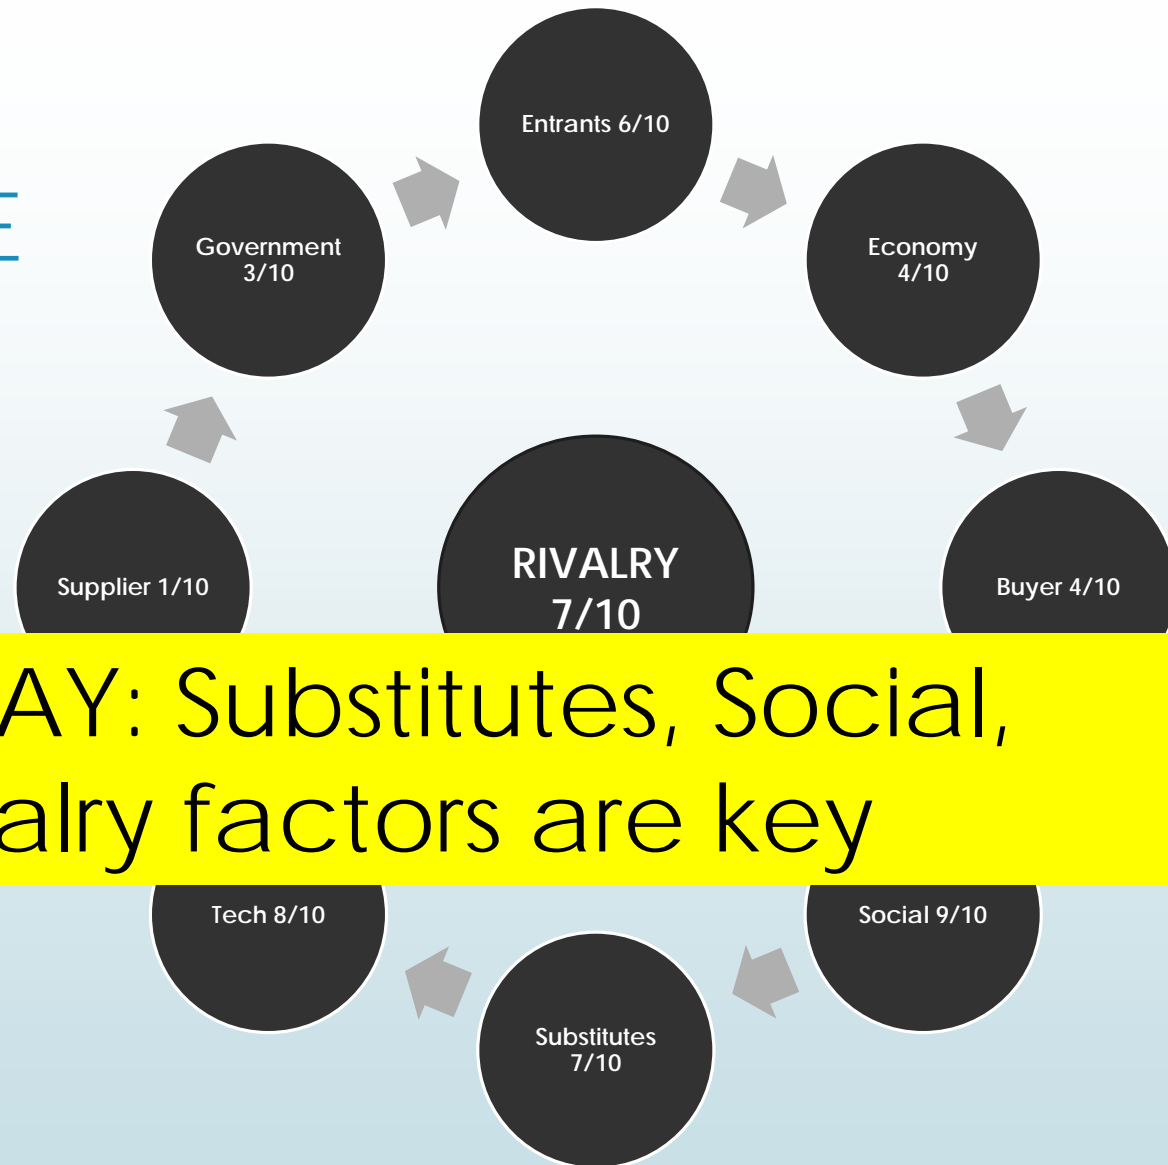 Entrants 6/10
Government
3/10
Economy
4/10
RIVALRY
7/10
Supplier 1/10
Buyer 4/10
AY: Substitutes, Social,
alry factors are key
Tech 8/10
Social 9/10
Substitutes
7/10